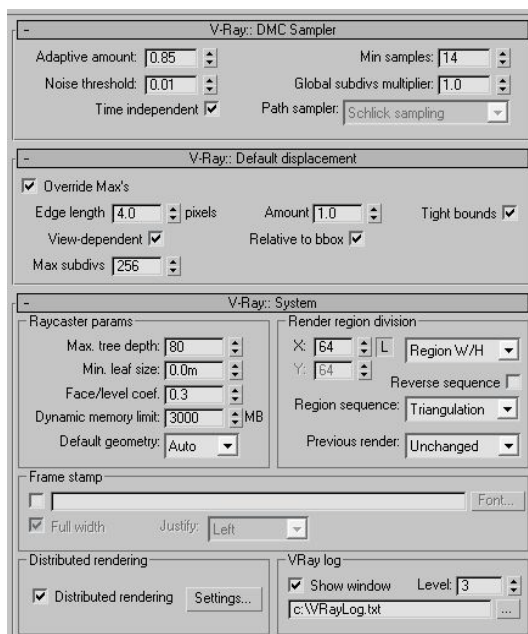 - V-Ray:: DMC Sampler
Adaptive amount: 0.85 Min samples: 14
Noise threshold: 0.01 Global subdivs multiplier: 1.0
Time independent Path sampler: Schlick sampling
- V-Ray:: Default displacement
Override Max's
Edge length 4.0 pixels Amount 1.0 Tight bounds
View-dependent Relative to bbox
Max subdivs 256
- V-Ray:: System
Raycaster params
Max. tree depth: 80
Min. leaf size: 0.0m
Face/level coef. 0.3
Dynamic memory limit: 3000 MB
Default geometry: Auto
Render region division
X: 64 L Region W/H
Y: 64
Reverse sequence
Region sequence: Triangulation
Previous render: Unchanged
Frame stamp
Font...
Full width Justify: Left
Distributed rendering
Distributed rendering Settings...
VRay log
Show window Level: 3
c:\VRayLog.txt ...